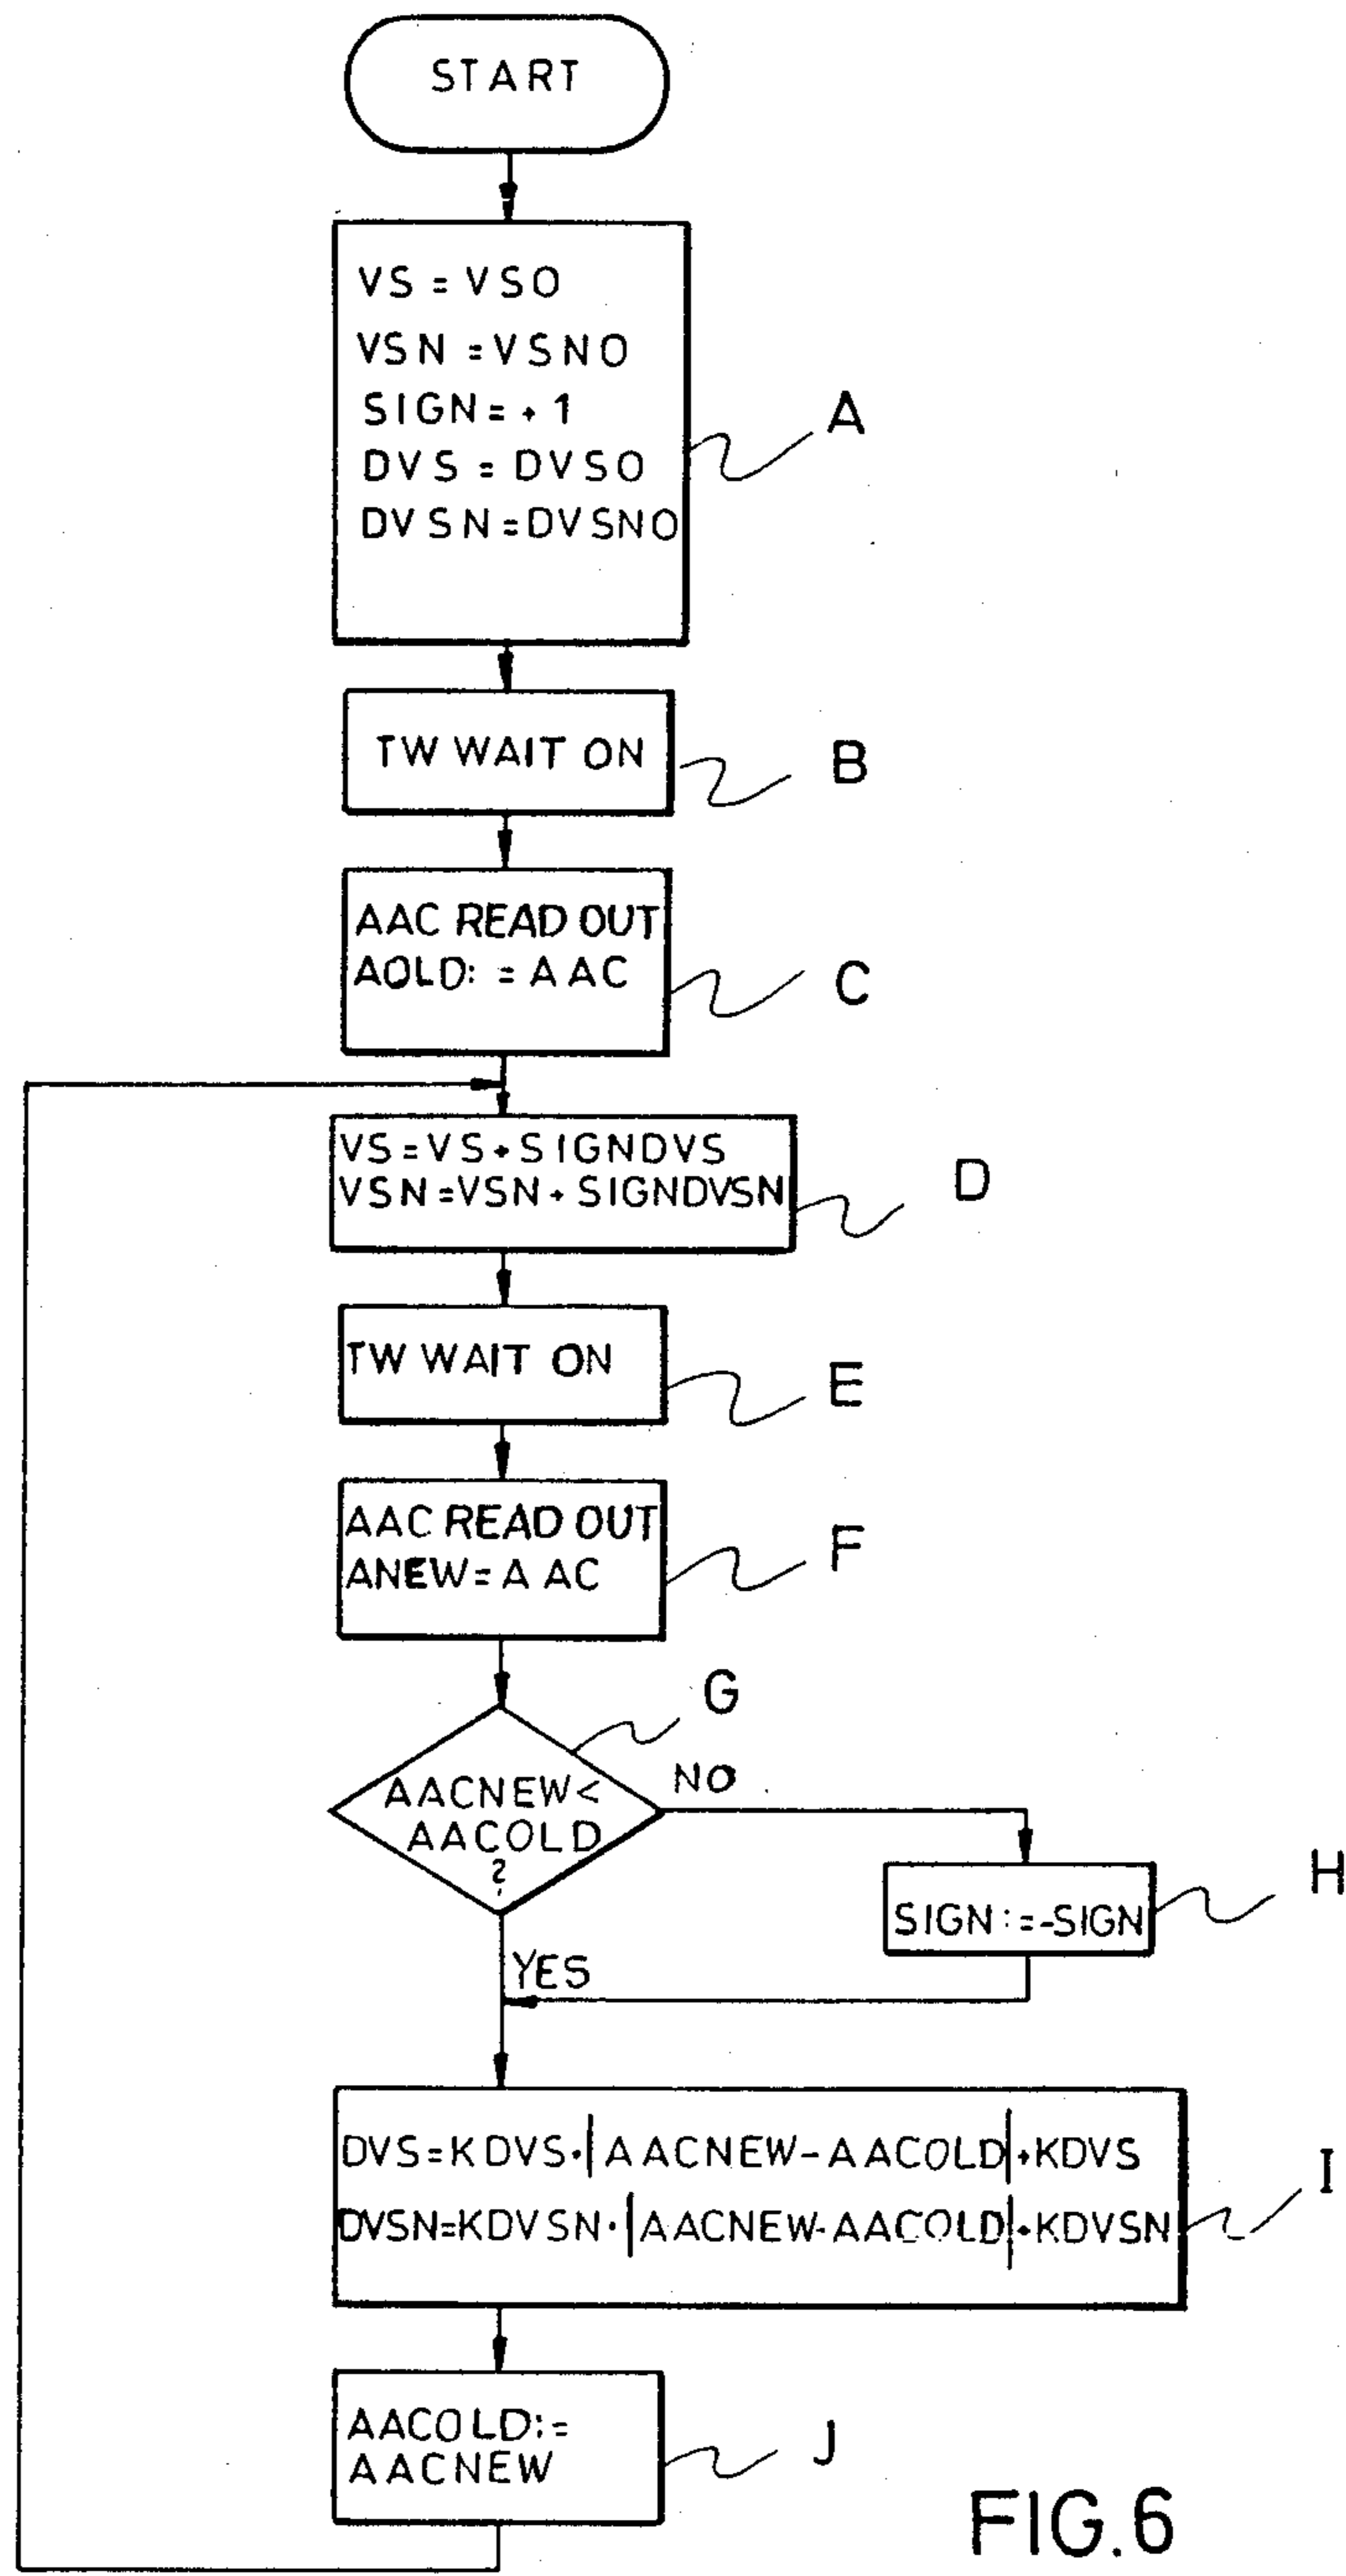 START
VS = VSO
VSN = VSNO
SIGN = + 1
DVS = DVSO
DVSN = DVSNO
A
TW WAIT ON
B
AAC READ OUT
AOLD: = AAC
C
VS = VS + SIGNDVS
VSN = VSN + SIGNDVSN
D
TW WAIT ON
E
AAC READ OUT
ANEW = AAC
F
G
AACNEW <
AACOLD
?
NO
H
SIGN := -SIGN
YES
DVS = KDVS · | AACNEW - AACOLD | + KDVS
DVSN = KDVSN · | AACNEW - AACOLD | + KDVSN
I
AACOLD :=
AACNEW
J
FIG. 6